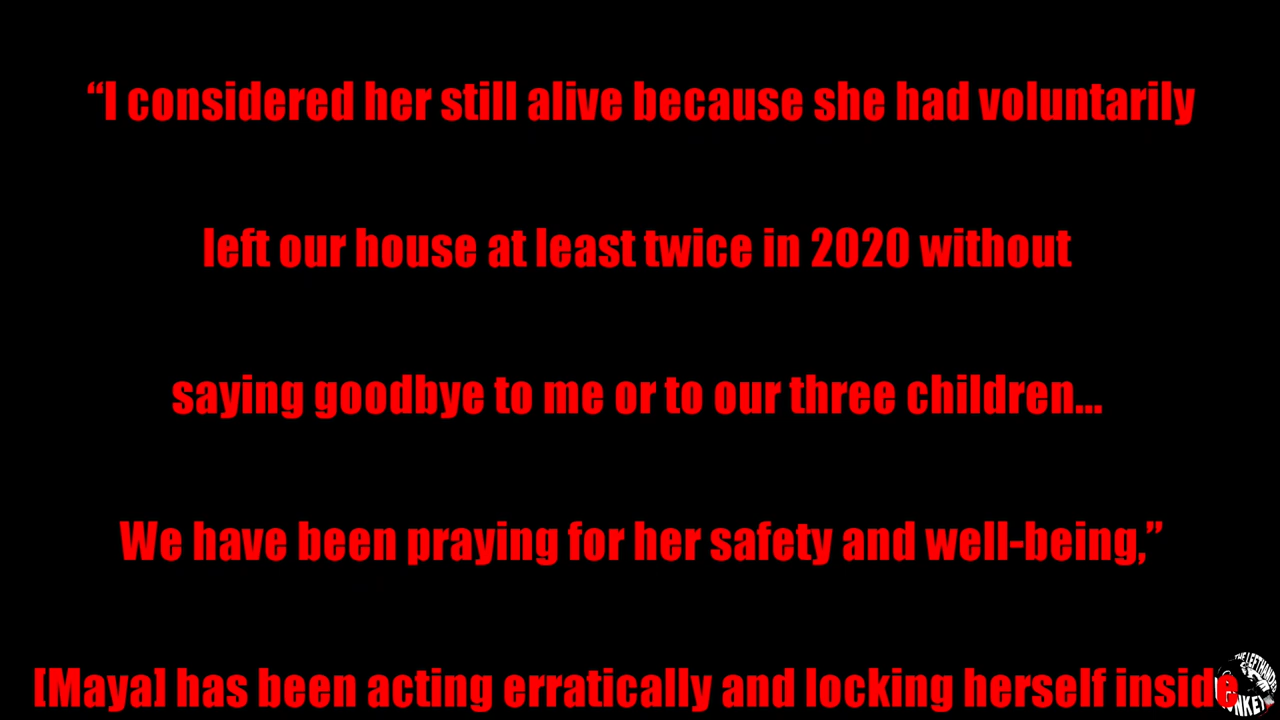 “I considered her still alive because she had voluntarily
left our house at least twice in 2020 without
saying goodbye to me or to our three children...
We have been praying for her safety and well-being,”
[Maya] has been acting erratically and locking herself inside
THE LEFTHAND